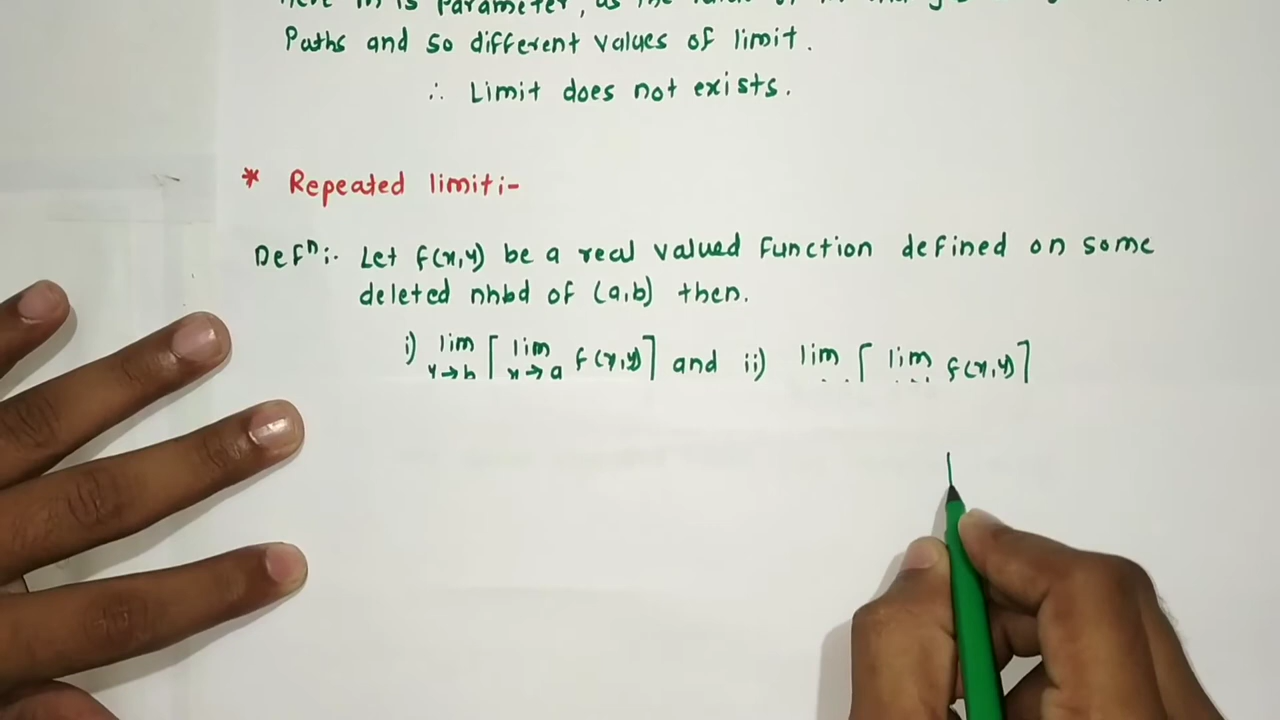 Paths and so different values of limit.
∴ Limit does not exists.
* Repeated limit:-
Defⁿ:- Let f(x,y) be a real valued function defined on some
deleted nhbd of (a,b) then.
i) lim y→b [ lim x→a f(x,y) ] and ii) lim [ lim f(x,y) ]